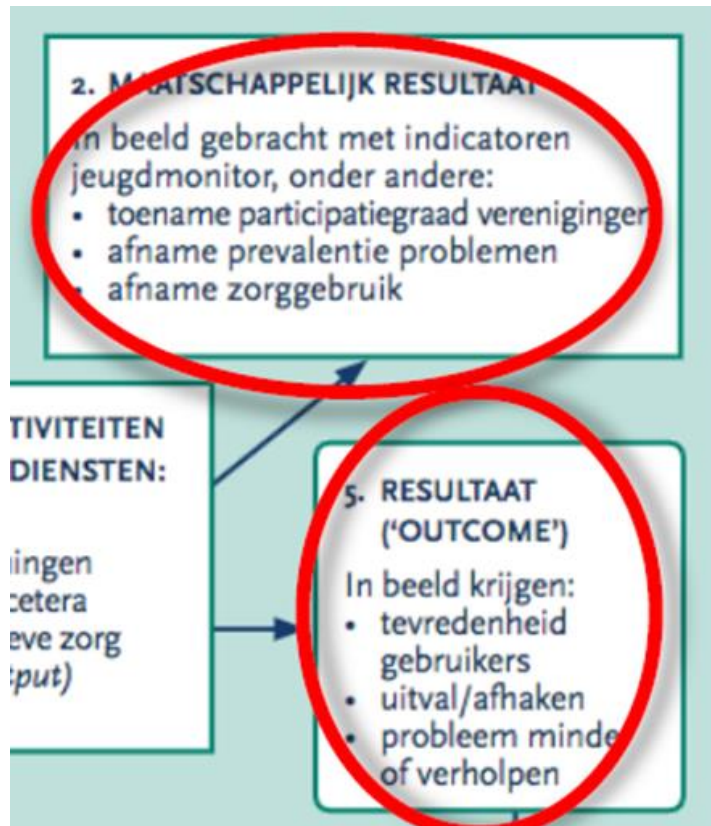 2. MAATSCHAPPELIJK RESULTAAT
In beeld gebracht met indicatoren
jeugdmonitor, onder andere:
• toename participatiegraad verenigingen
• afname prevalentie problemen
• afname zorggebruik
TIVITEITEN
DIENSTEN:
ingen
cetera
eve zorg
put)
5. RESULTAAT
(‘OUTCOME’)
In beeld krijgen:
• tevredenheid
gebruikers
• uitval/afhaken
• probleem minde
of verholpen